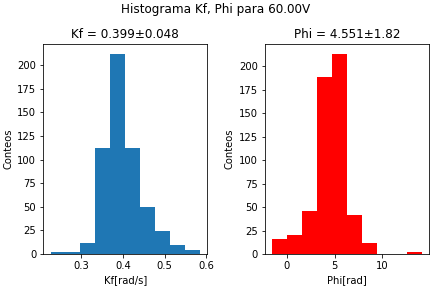 Histograma Kf, Phi para 60.00V
Kf = 0.399±0.048
Phi = 4.551±1.82
200
175
150
125
100
75
50
25
0
Conteos
0.3 0.4 0.5 0.6
Kf[rad/s]
200
175
150
125
100
75
50
25
0
Conteos
0 5 10
Phi[rad]